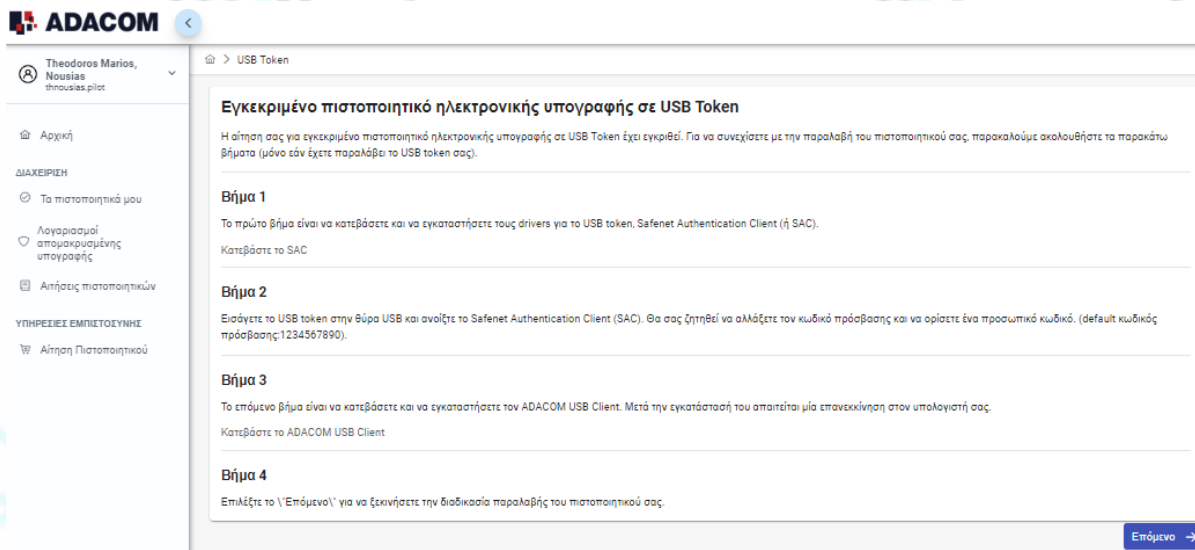 ADACOM
Theodoros Marios,
Nousias
thnousias.pilot
Αρχική
ΔΙΑΧΕΙΡΙΣΗ
Τα πιστοποιητικά μου
Λογαριασμοί
απομακρυσμένης
υπογραφής
Αιτήσεις πιστοποιητικών
ΥΠΗΡΕΣΙΕΣ ΕΜΠΙΣΤΟΣΥΝΗΣ
Αίτηση Πιστοποιητικού
> USB Token
Εγκεκριμένο πιστοποιητικό ηλεκτρονικής υπογραφής σε USB Token
Η αίτηση σας για εγκεκριμένο πιστοποιητικό ηλεκτρονικής υπογραφής σε USB Token έχει εγκριθεί. Για να συνεχίσετε με την παραλαβή του πιστοποιητικού σας, παρακαλούμε ακολουθήστε τα παρακάτω
βήματα (μόνο εάν έχετε παραλάβει το USB token σας).
Βήμα 1
Το πρώτο βήμα είναι να κατεβάσετε και να εγκαταστήσετε τους drivers για το USB token, Safenet Authentication Client (ή SAC).
Κατεβάστε το SAC
Βήμα 2
Εισάγετε το USB token στην θύρα USB και ανοίξτε το Safenet Authentication Client (SAC). Θα σας ζητηθεί να αλλάξετε τον κωδικό πρόσβασης και να ορίσετε ένα προσωπικό κωδικό. (default κωδικός
πρόσβασης:1234567890).
Βήμα 3
Το επόμενο βήμα είναι να κατεβάσετε και να εγκαταστήσετε τον ADACOM USB Client. Μετά την εγκατάστασή του απαιτείται μία επανεκκίνηση στον υπολογιστή σας.
Κατεβάστε το ADACOM USB Client
Βήμα 4
Επιλέξτε το \"Επόμενο\" για να ξεκινήσετε την διαδικασία παραλαβής του πιστοποιητικού σας.
Επόμενο →